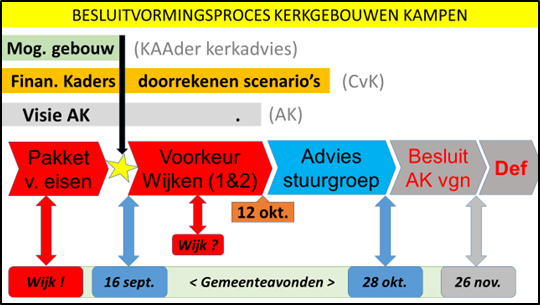 BESLUITVORMINGSPROCES KERKGEBOUWEN KAMPEN
Mog. gebouw (KAAder kerkadvies)
Finan. Kaders doorrekenen scenario's (CvK)
Visie AK . (AK)
Pakket
v. eisen
Voorkeur
Wijken (1&2)
Advies
stuurgroep
Besluit
AK vgn
Def
12 okt.
Wijk ?
Wijk !
16 sept.
< Gemeenteavonden >
28 okt.
26 nov.